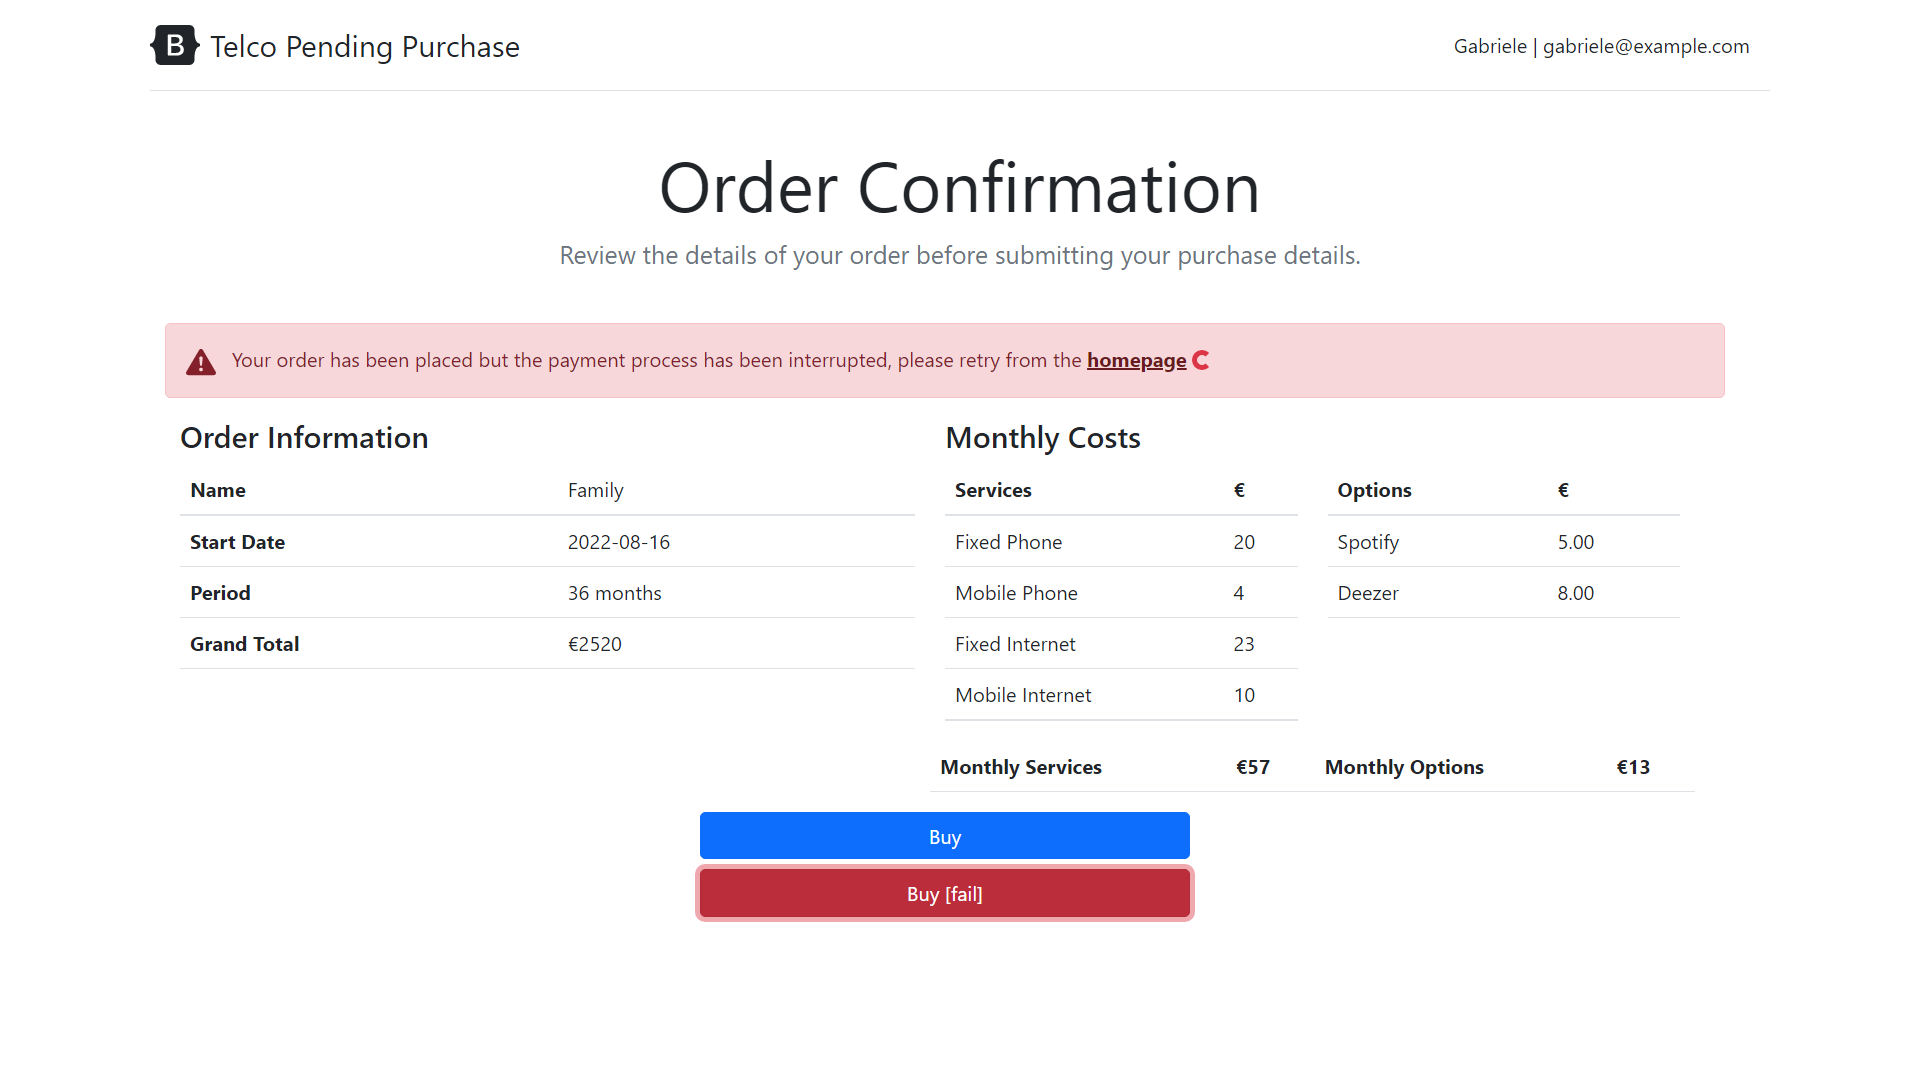 B Telco Pending Purchase
Gabriele | gabriele@example.com
Order Confirmation
Review the details of your order before submitting your purchase details.
Your order has been placed but the payment process has been interrupted, please retry from the homepage
Order Information
Name Family
Start Date 2022-08-16
Period 36 months
Grand Total €2520
Monthly Costs
Services €
Fixed Phone 20
Mobile Phone 4
Fixed Internet 23
Mobile Internet 10
Options €
Spotify 5.00
Deezer 8.00
Monthly Services €57 Monthly Options €13
Buy
Buy [fail]